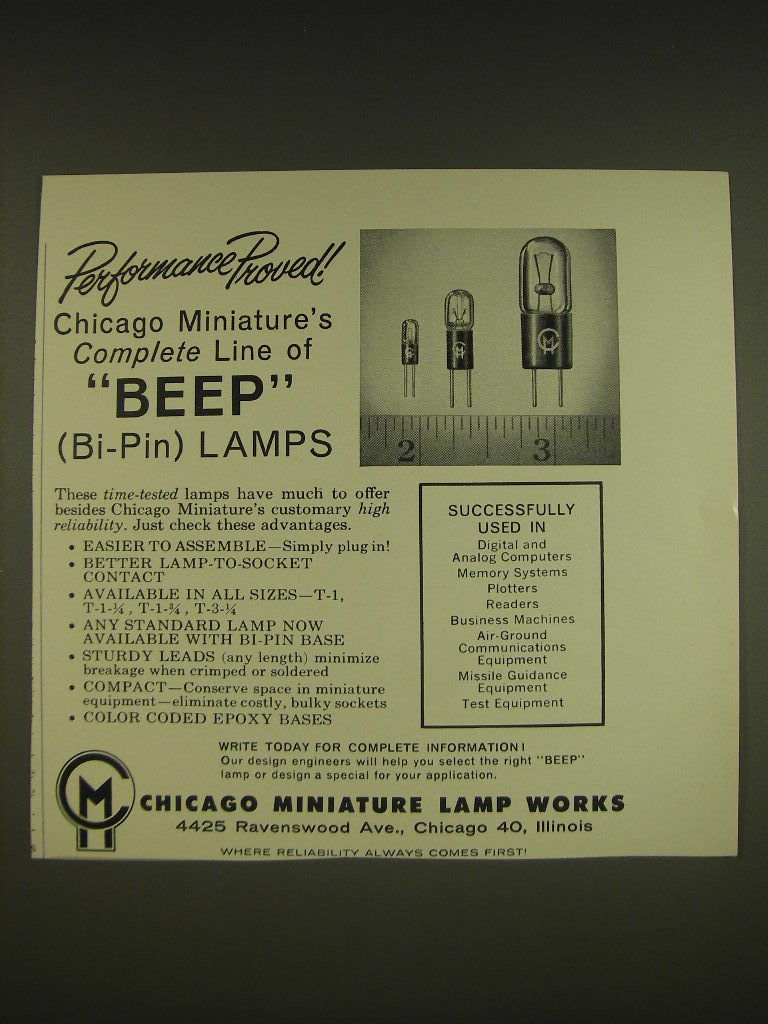 Performance Proved!
Chicago Miniature's
Complete Line of
"BEEP"
(Bi-Pin) LAMPS
2 3
These time-tested lamps have much to offer
besides Chicago Miniature's customary high
reliability. Just check these advantages.
• EASIER TO ASSEMBLE—Simply plug in!
• BETTER LAMP-TO-SOCKET
CONTACT
• AVAILABLE IN ALL SIZES—T-1,
T-1-¼, T-1-¾, T-3-¼
• ANY STANDARD LAMP NOW
AVAILABLE WITH BI-PIN BASE
• STURDY LEADS (any length) minimize
breakage when crimped or soldered
• COMPACT—Conserve space in miniature
equipment—eliminate costly, bulky sockets
• COLOR CODED EPOXY BASES
SUCCESSFULLY
USED IN
Digital and
Analog Computers
Memory Systems
Plotters
Readers
Business Machines
Air-Ground
Communications
Equipment
Missile Guidance
Equipment
Test Equipment
WRITE TODAY FOR COMPLETE INFORMATION!
Our design engineers will help you select the right "BEEP"
lamp or design a special for your application.
CM
CHICAGO MINIATURE LAMP WORKS
4425 Ravenswood Ave., Chicago 40, Illinois
WHERE RELIABILITY ALWAYS COMES FIRST!